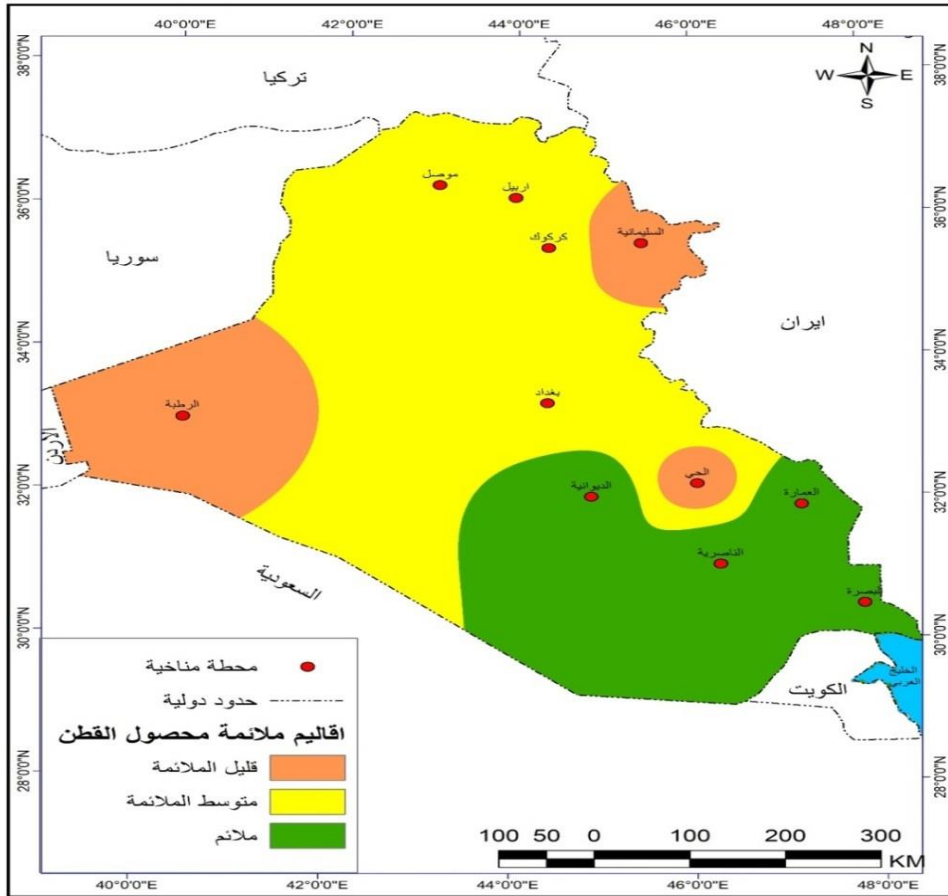 40°0'0"E 42°0'0"E 44°0'0"E 46°0'0"E 48°0'0"E
38°0'0"N
38°0'0"N
N
W E
S
تركيا
موصل
اربيل
36°0'0"N
36°0'0"N
كركوك
السليمانية
سوريا
ايران
34°0'0"N
34°0'0"N
بغداد
الرطبة
الاردن
الحي
الديوانية
العمارة
32°0'0"N
32°0'0"N
الناصرية
البصرة
السعودية
30°0'0"N
30°0'0"N
الخليج
العربي
الكويت
محطة مناخية
حدود دولية
اقاليم ملائمة محصول القطن
قليل الملائمة
متوسط الملائمة
ملائم
28°0'0"N
28°0'0"N
100 50 0 100 200 300
KM
40°0'0"E 42°0'0"E 44°0'0"E 46°0'0"E 48°0'0"E